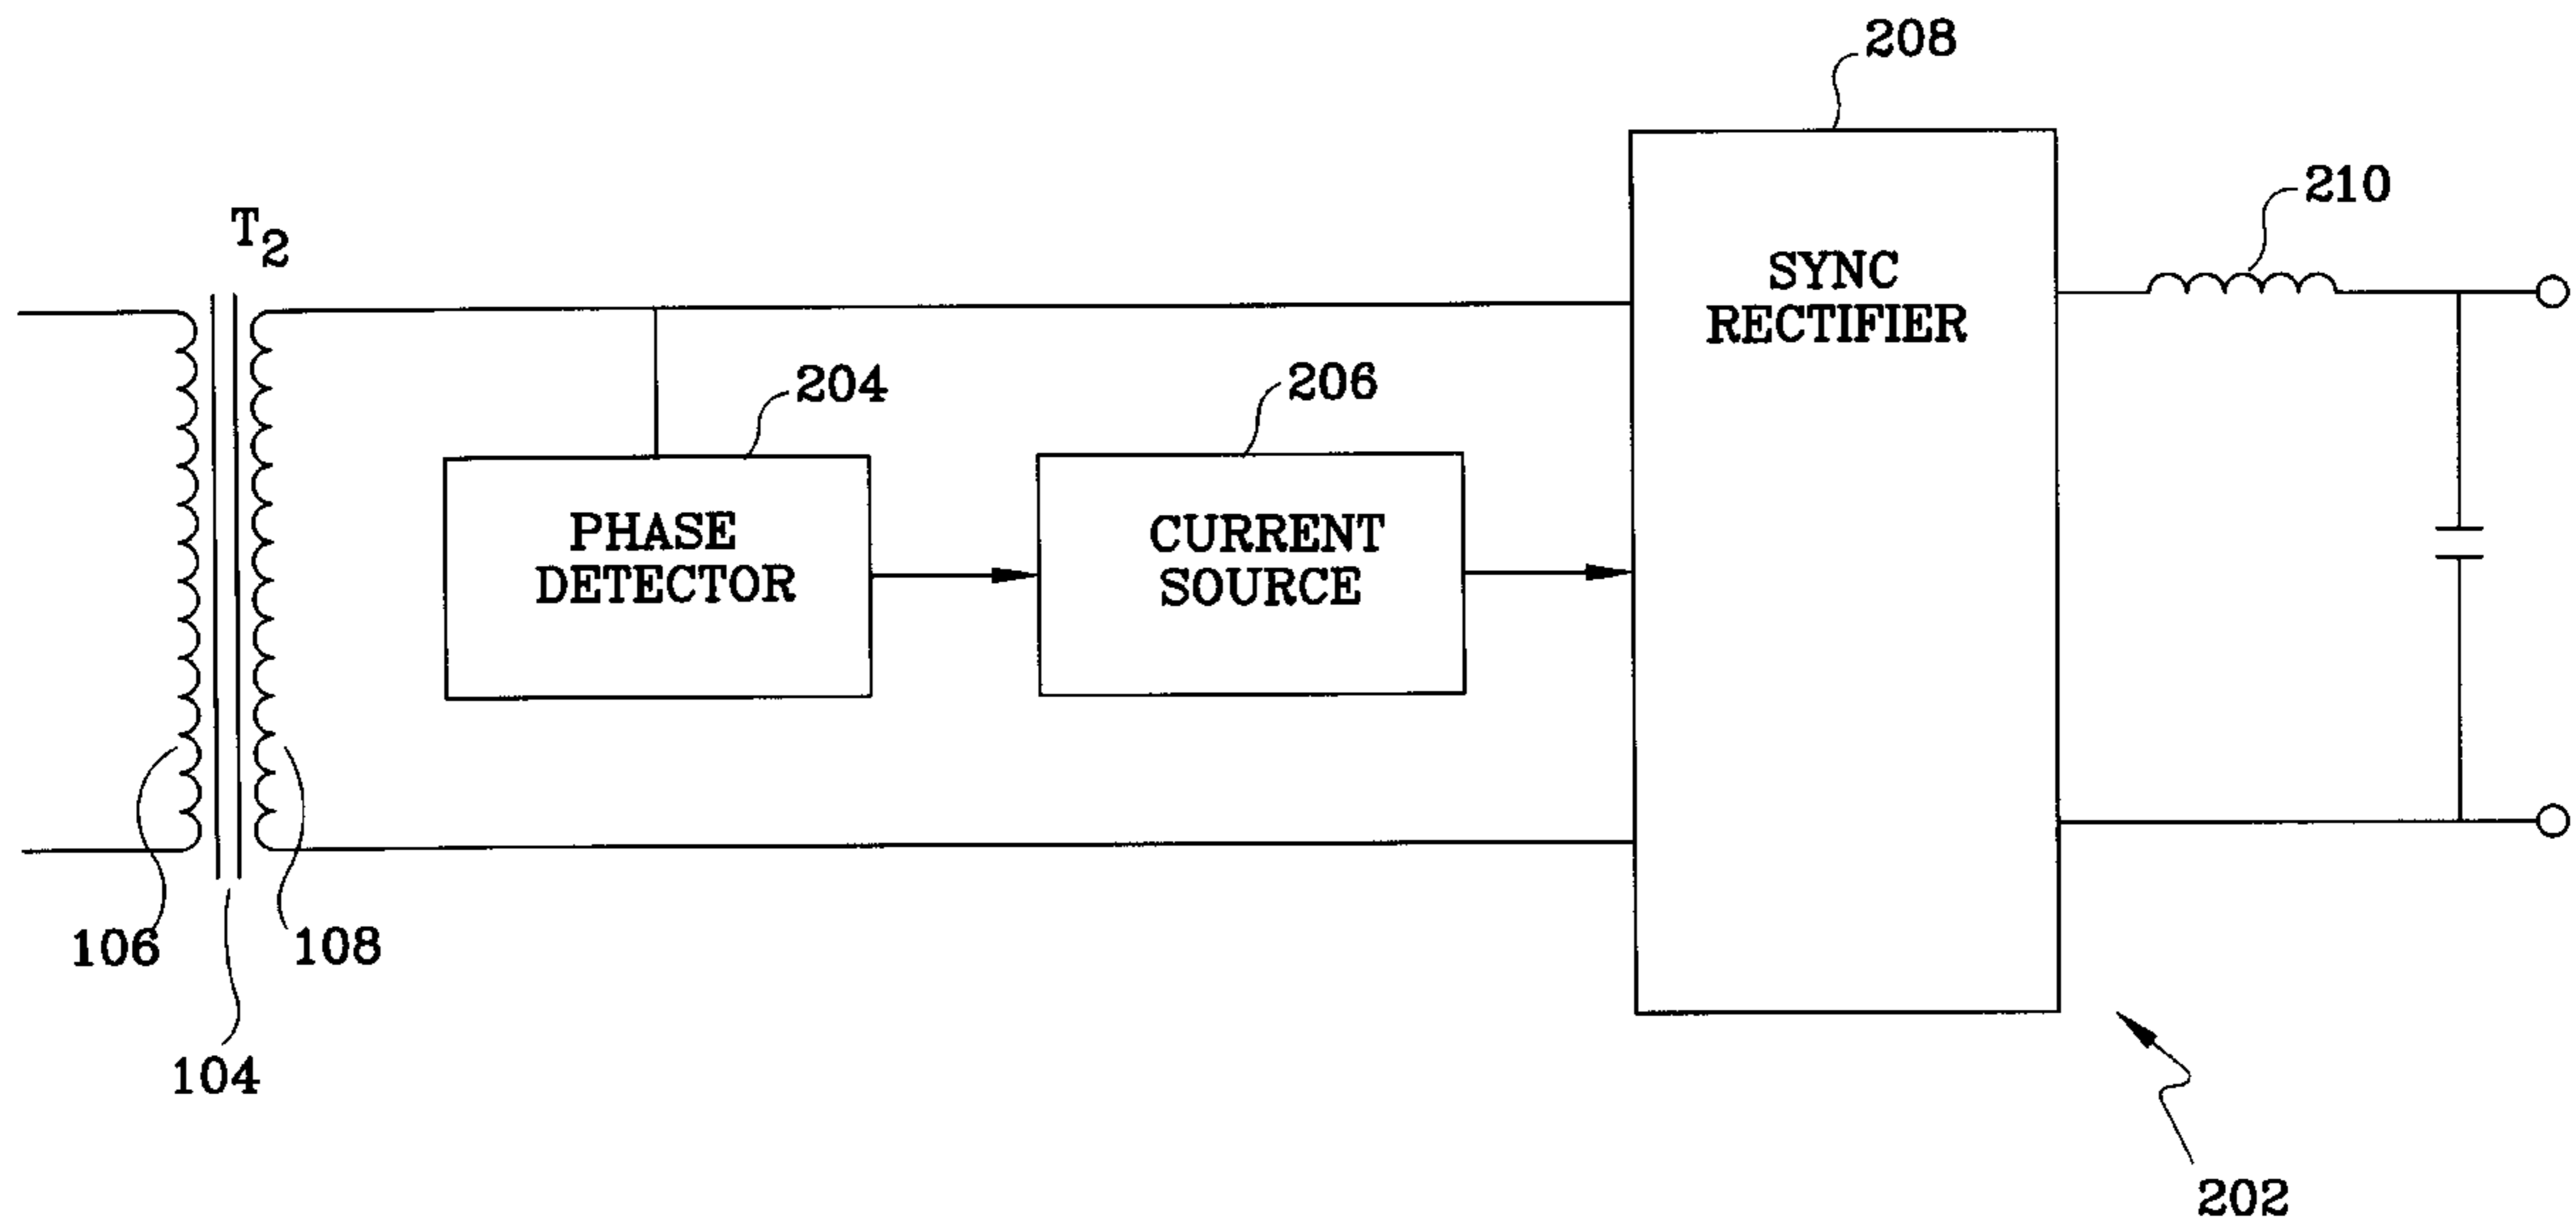 208
210
T2
204
206
SYNC
RECTIFIER
PHASE
DETECTOR
CURRENT
SOURCE
106
108
104
202